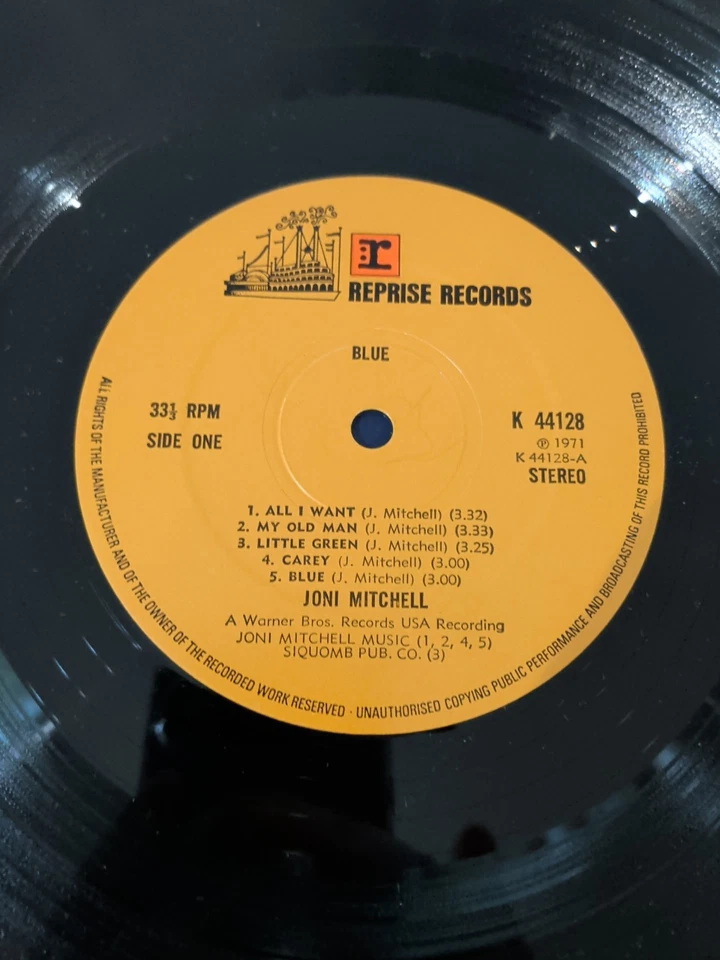 r
REPRISE RECORDS
BLUE
33⅓ RPM
SIDE ONE
K 44128
℗ 1971
K 44128-A
STEREO
1. ALL I WANT (J. Mitchell) (3.32)
2. MY OLD MAN (J. Mitchell) (3.33)
3. LITTLE GREEN (J. Mitchell) (3.25)
4. CAREY (J. Mitchell) (3.00)
5. BLUE (J. Mitchell) (3.00)
JONI MITCHELL
A Warner Bros. Records USA Recording
JONI MITCHELL MUSIC (1, 2, 4, 5)
SIQUOMB PUB. CO. (3)
ALL RIGHTS OF THE MANUFACTURER AND OF THE OWNER OF THE RECORDED WORK RESERVED · UNAUTHORISED COPYING PUBLIC PERFORMANCE AND BROADCASTING OF THIS RECORD PROHIBITED